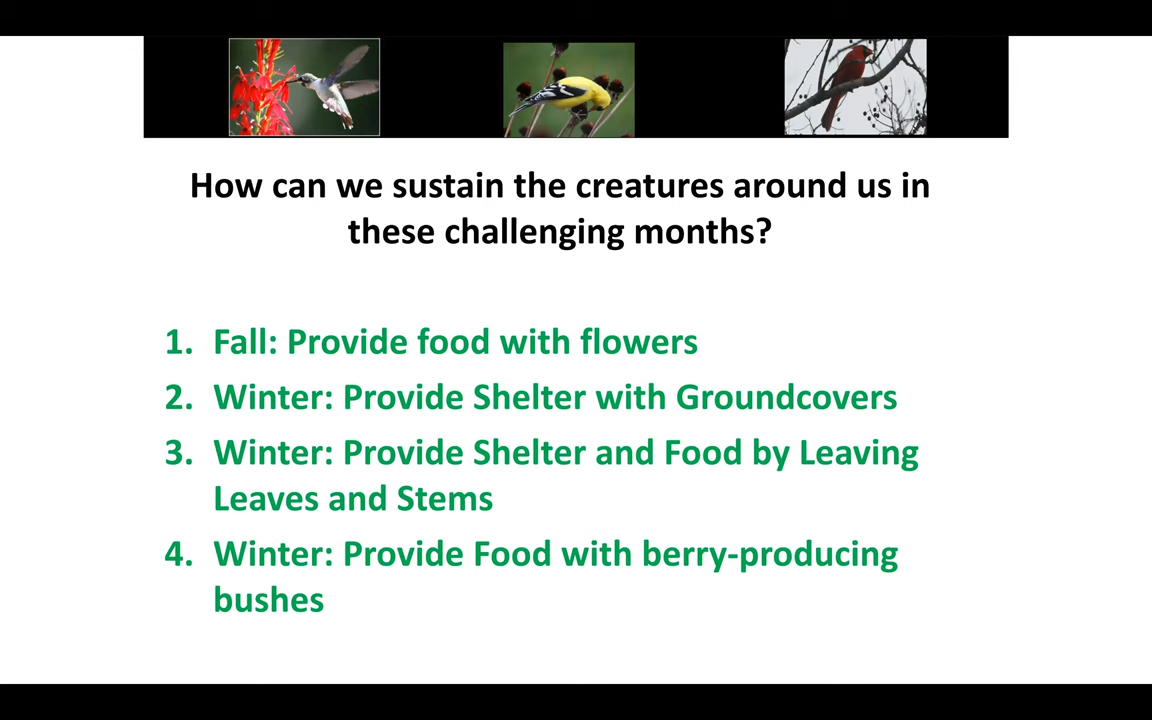 How can we sustain the creatures around us in
these challenging months?
1. Fall: Provide food with flowers
2. Winter: Provide Shelter with Groundcovers
3. Winter: Provide Shelter and Food by Leaving
Leaves and Stems
4. Winter: Provide Food with berry-producing
bushes